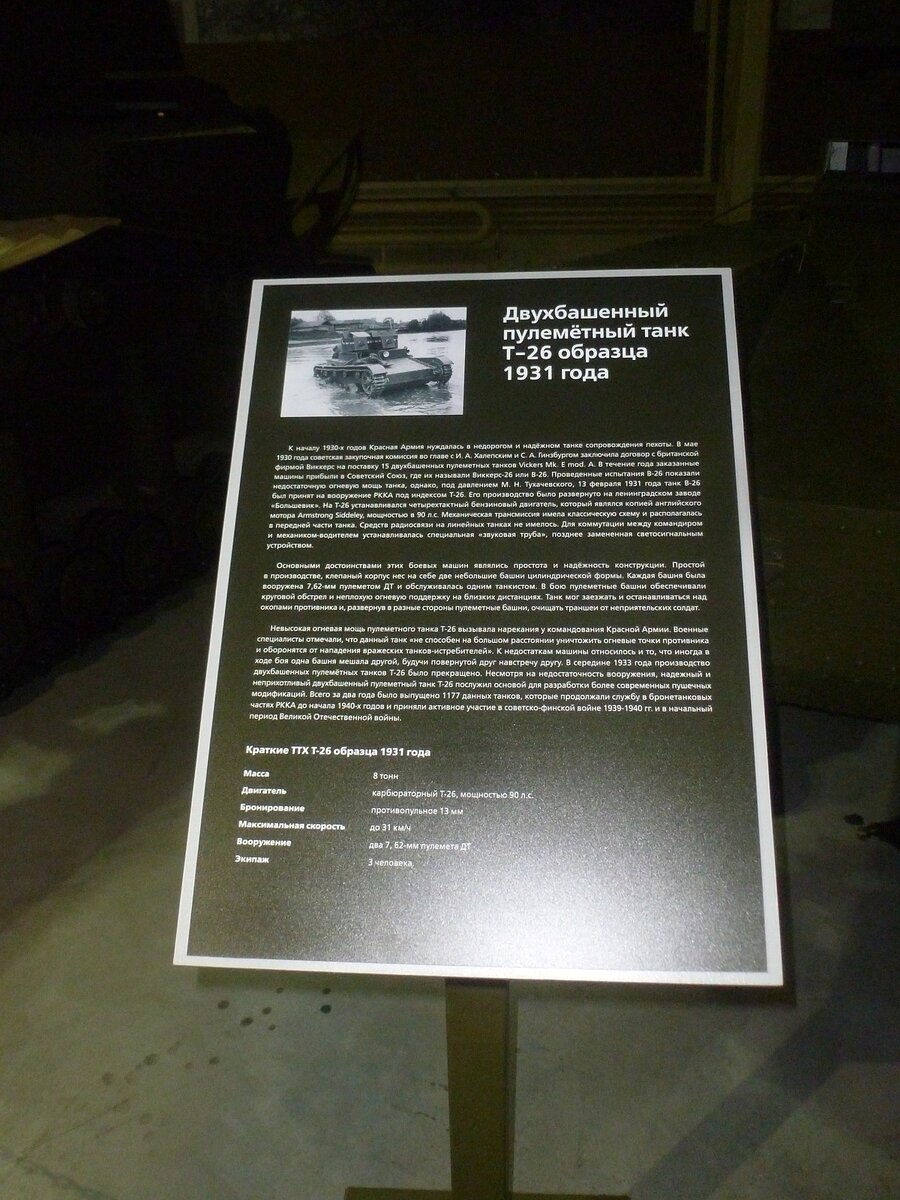 Двухбашенный
пулемётный танк
Т-26 образца
1931 года
К началу 1930-х годов Красная Армия нуждалась в недорогом и надёжном танке сопровождения пехоты. В мае
1930 года советская закупочная комиссия во главе с И. А. Халепским и С. А. Гинзбургом заключила договор с британской
фирмой Виккерс на поставку 15 двухбашенных пулеметных танков Vickers Mk. E mod. A. В течение года заказанные
машины прибыли в Советский Союз, где их называли Виккерс-26 или В-26. Проведенные испытания В-26 показали
недостаточную огневую мощь танка, однако, под давлением М. Н. Тухачевского, 13 февраля 1931 года танк В-26
был принят на вооружение РККА под индексом Т-26. Его производство было развернуто на ленинградском заводе
«Большевик». На Т-26 устанавливался четырехтактный бензиновый двигатель, который являлся копией английского
мотора Armstrong Siddeley, мощностью в 90 л.с. Механическая трансмиссия имела классическую схему и располагалась
в передней части танка. Средств радиосвязи на линейных танках не имелось. Для коммутации между командиром
и механиком-водителем устанавливалась специальная «звуковая труба», позднее замененная светосигнальным
устройством.
Основными достоинствами этих боевых машин являлись простота и надёжность конструкции. Простой
в производстве, клепаный корпус нес на себе две небольшие башни цилиндрической формы. Каждая башня была
вооружена 7,62-мм пулеметом ДТ и обслуживалась одним танкистом. В бою пулеметные башни обеспечивали
круговой обстрел и неплохую огневую поддержку на близких дистанциях. Танк мог заезжать и останавливаться над
окопами противника и, развернув в разные стороны пулеметные башни, очищать траншеи от неприятельских солдат.
Невысокая огневая мощь пулеметного танка Т-26 вызывала нарекания у командования Красной Армии. Военные
специалисты отмечали, что данный танк «не способен на большом расстоянии уничтожить огневые точки противника
и обороняться от нападения вражеских танков-истребителей». К недостаткам машины относилось и то, что иногда в
ходе боя одна башня мешала другой, будучи повернутой друг навстречу другу. В середине 1933 года производство
двухбашенных пулемётных танков Т-26 было прекращено. Несмотря на недостаточность вооружения, надежный и
неприхотливый двухбашенный пулеметный танк Т-26 послужил основой для разработки более современных пушечных
модификаций. Всего за два года было выпущено 1177 данных танков, которые продолжали службу в бронетанковых
частях РККА до начала 1940-х годов и приняли активное участие в советско-финской войне 1939-1940 гг. и в начальный
период Великой Отечественной войны.
Краткие ТТХ Т-26 образца 1931 года
Масса 8 тонн
Двигатель карбюраторный Т-26, мощностью 90 л.с.
Бронирование противопульное 13 мм
Максимальная скорость до 31 км/ч
Вооружение два 7, 62-мм пулемета ДТ
Экипаж 3 человека